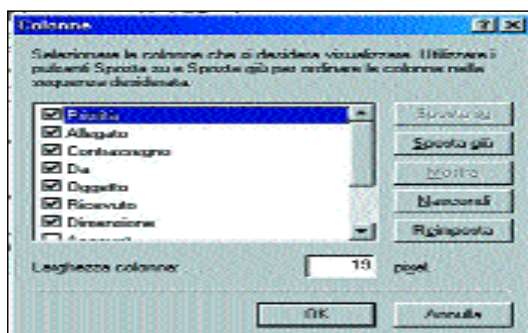 Colonne
Selezionare le colonne che si desidera visualizzare. Utilizzare i
pulsanti Sposta su e Sposta giù per ordinare le colonne nella
sequenza desiderata.
Priorità
Allegato
Contrassegno
Da
Oggetto
Ricevuto
Dimensione
Account
Sposta su
Sposta giù
Mostra
Nascondi
Reimposta
Larghezza colonne: 19 pixel.
OK Annulla